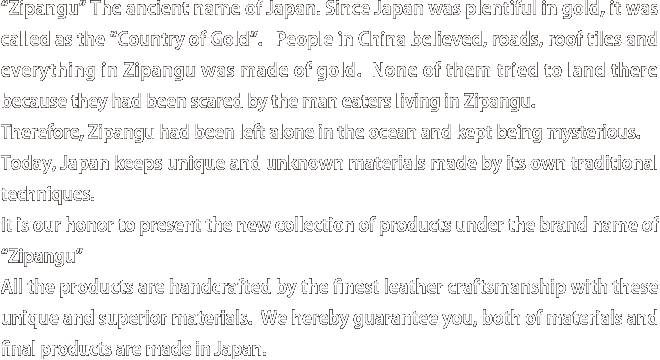 “Zipangu” The ancient name of Japan. Since Japan was plentiful in gold, it was
called as the “Country of Gold”. People in China believed, roads, roof tiles and
everything in Zipangu was made of gold. None of them tried to land there
because they had been scared by the man eaters living in Zipangu.
Therefore, Zipangu had been left alone in the ocean and kept being mysterious.
Today, Japan keeps unique and unknown materials made by its own traditional
techniques.
It is our honor to present the new collection of products under the brand name of
“Zipangu”
All the products are handcrafted by the finest leather craftsmanship with these
unique and superior materials. We hereby guarantee you, both of materials and
final products are made in Japan.